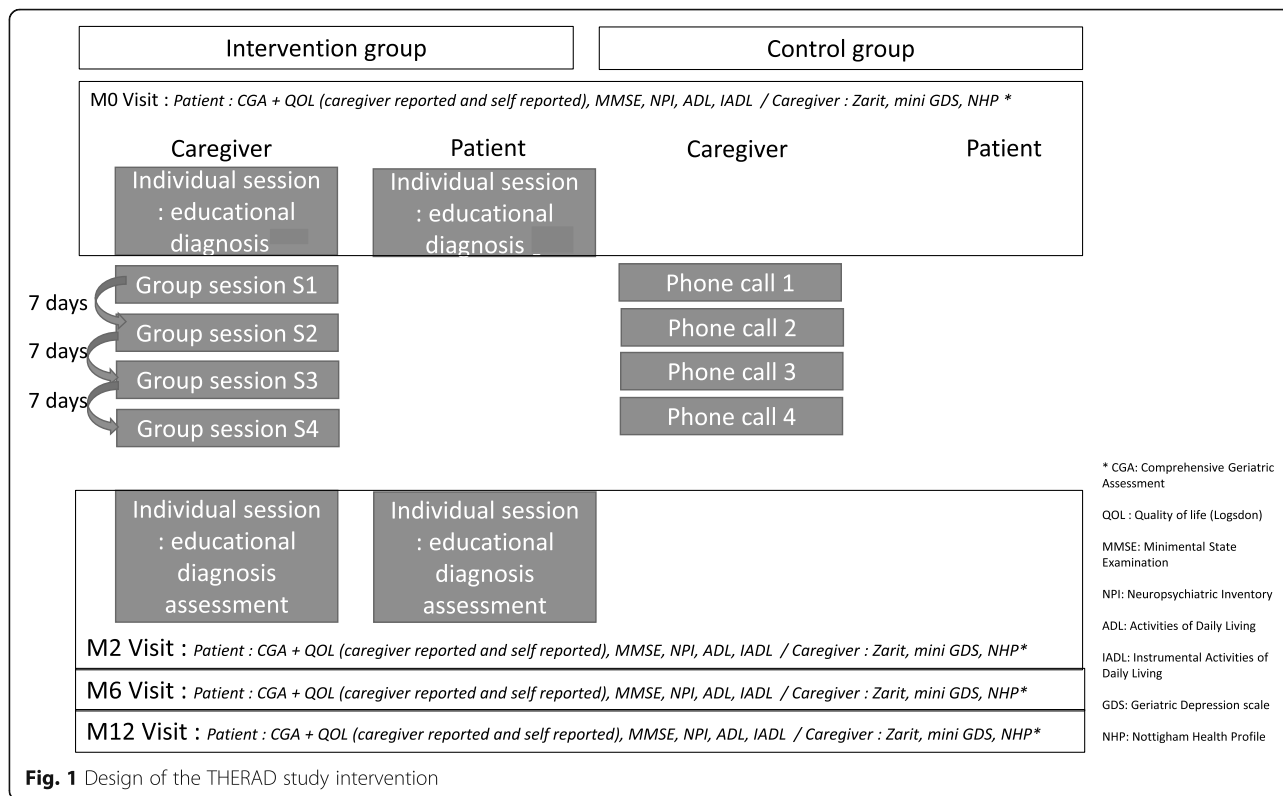 Intervention group
Control group
M0 Visit : Patient : CGA + QOL (caregiver reported and self reported), MMSE, NPI, ADL, IADL / Caregiver : Zarit, mini GDS, NHP *
Caregiver
Patient
Caregiver
Patient
Individual session
: educational
diagnosis
Individual session
: educational
diagnosis
Group session S1
Phone call 1
7 days
Group session S2
Phone call 2
7 days
Group session S3
Phone call 3
7 days
Group session S4
Phone call 4
Individual session
: educational
diagnosis
assessment
Individual session
: educational
diagnosis
assessment
M2 Visit : Patient : CGA + QOL (caregiver reported and self reported), MMSE, NPI, ADL, IADL / Caregiver : Zarit, mini GDS, NHP*
M6 Visit : Patient : CGA + QOL (caregiver reported and self reported), MMSE, NPI, ADL, IADL / Caregiver : Zarit, mini GDS, NHP*
M12 Visit : Patient : CGA + QOL (caregiver reported and self reported), MMSE, NPI, ADL, IADL / Caregiver : Zarit, mini GDS, NHP*
* CGA: Comprehensive Geriatric
Assessment
QOL : Quality of life (Logsdon)
MMSE: Minimental State
Examination
NPI: Neuropsychiatric Inventory
ADL: Activities of Daily Living
IADL: Instrumental Activities of
Daily Living
GDS: Geriatric Depression scale
NHP: Nottigham Health Profile
Fig. 1 Design of the THERAD study intervention